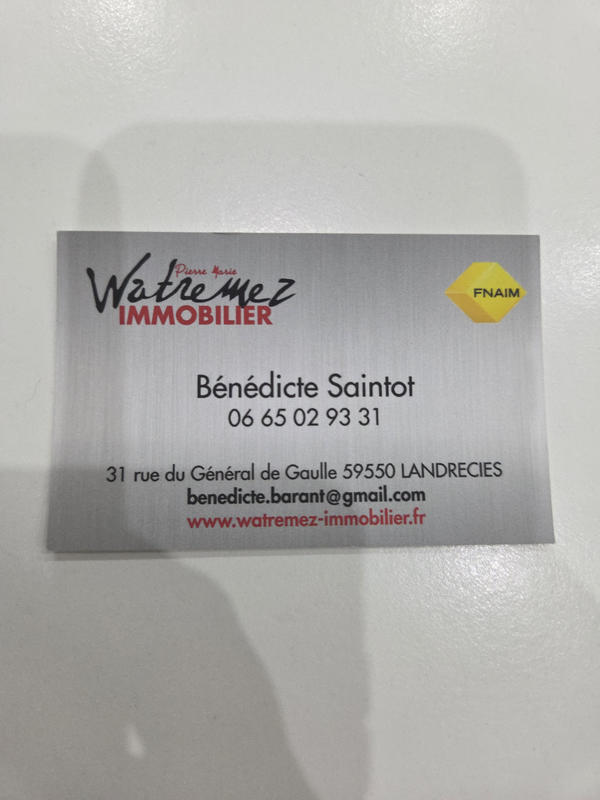 Pierre Marie
Watremez
IMMOBILIER
FNAIM
Bénédicte Saintot
06 65 02 93 31
31 rue du Général de Gaulle 59550 LANDRECIES
benedicte.barant@gmail.com
www.watremez-immobilier.fr